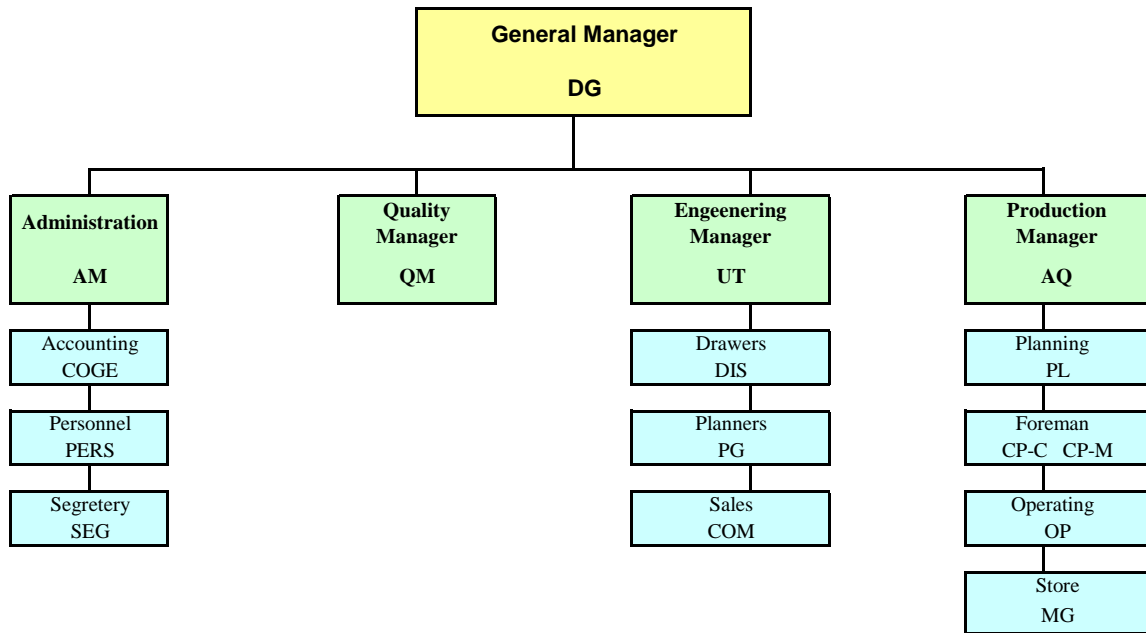 General Manager
DG
Administration
AM
Quality
Manager
QM
Engeenering
Manager
UT
Production
Manager
AQ
Accounting
COGE
Personnel
PERS
Segretery
SEG
Drawers
DIS
Planners
PG
Sales
COM
Planning
PL
Foreman
CP-C CP-M
Operating
OP
Store
MG